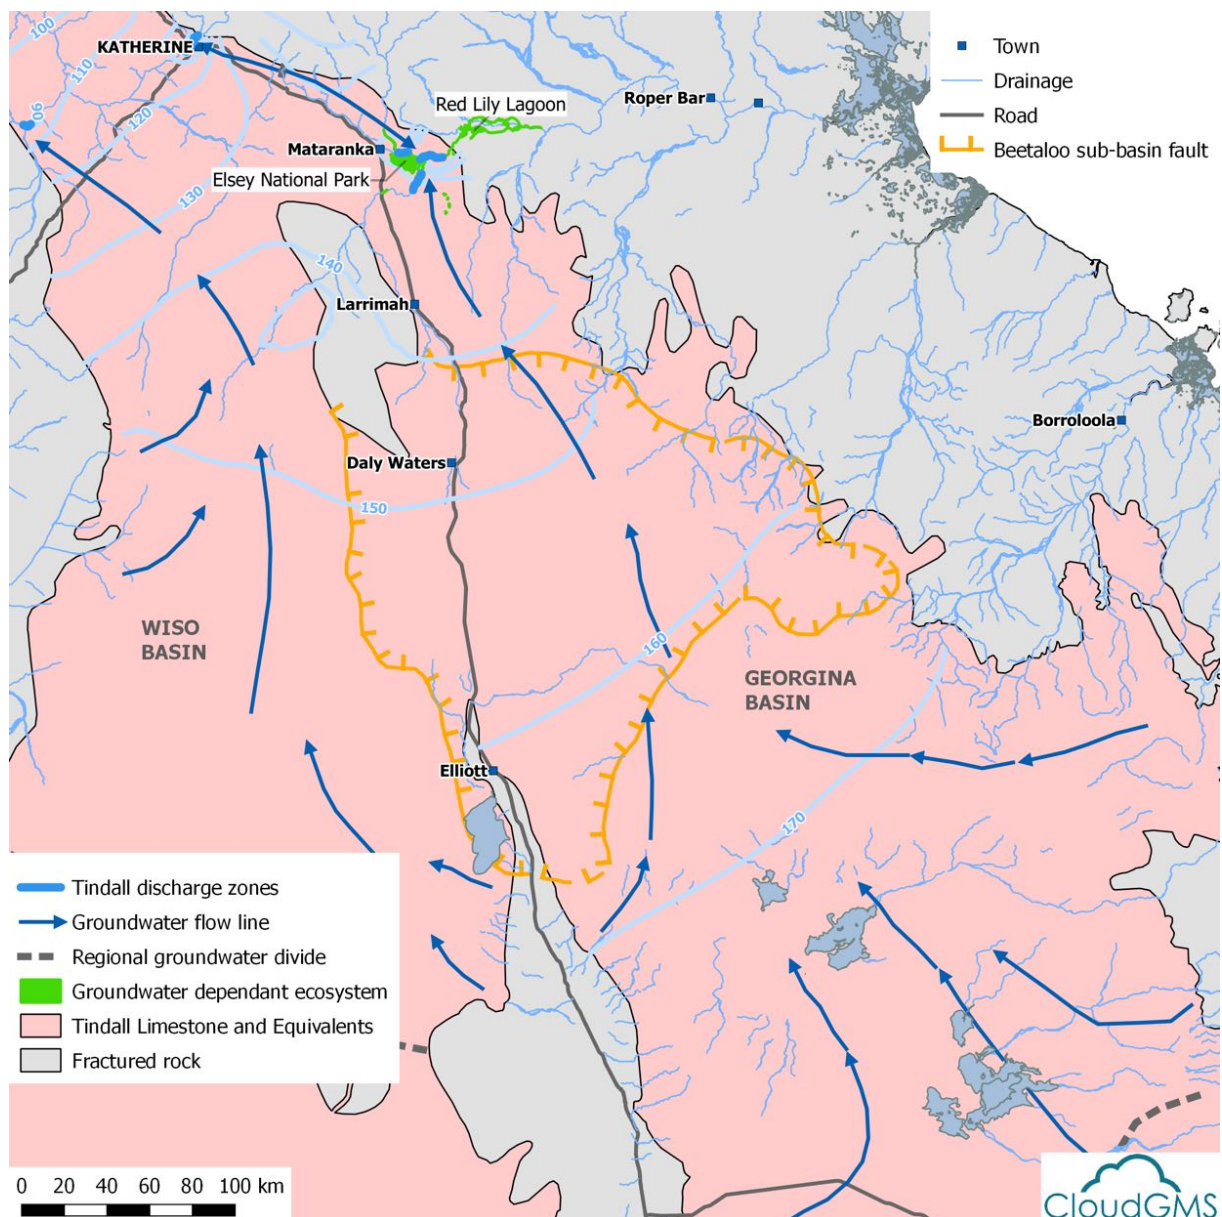 100
KATHERINE
110
120
90
130
140
150
160
170
Red Lily Lagoon
Roper Bar
Mataranka
Elsey National Park
Larrimah
Borroloola
Daly Waters
WISO
BASIN
GEORGINA
BASIN
Elliott
Town
Drainage
Road
Beetaloo sub-basin fault
Tindall discharge zones
Groundwater flow line
Regional groundwater divide
Groundwater dependant ecosystem
Tindall Limestone and Equivalents
Fractured rock
0 20 40 60 80 100 km
CloudGMS